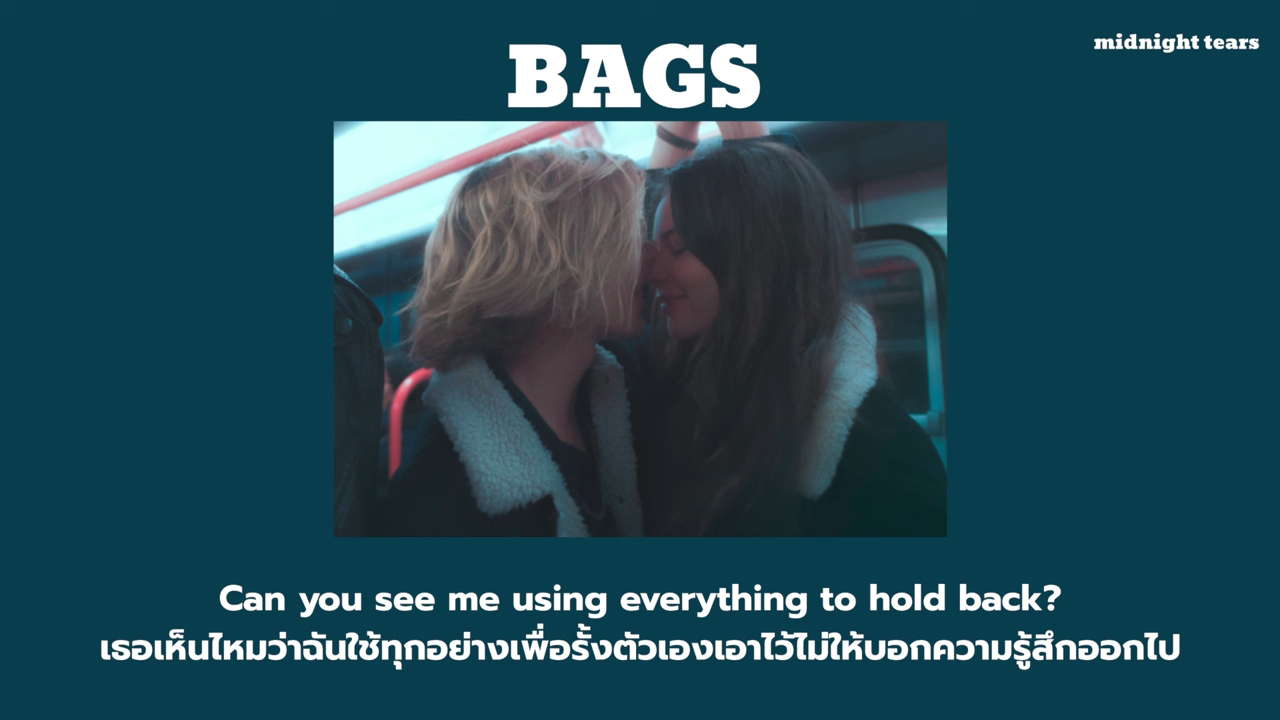 midnight tears
BAGS
Can you see me using everything to hold back?
เธอเห็นไหมว่าฉันใช้ทุกอย่างเพื่อรั้งตัวเองเอาไว้ไม่ให้บอกความรู้สึกออกไป